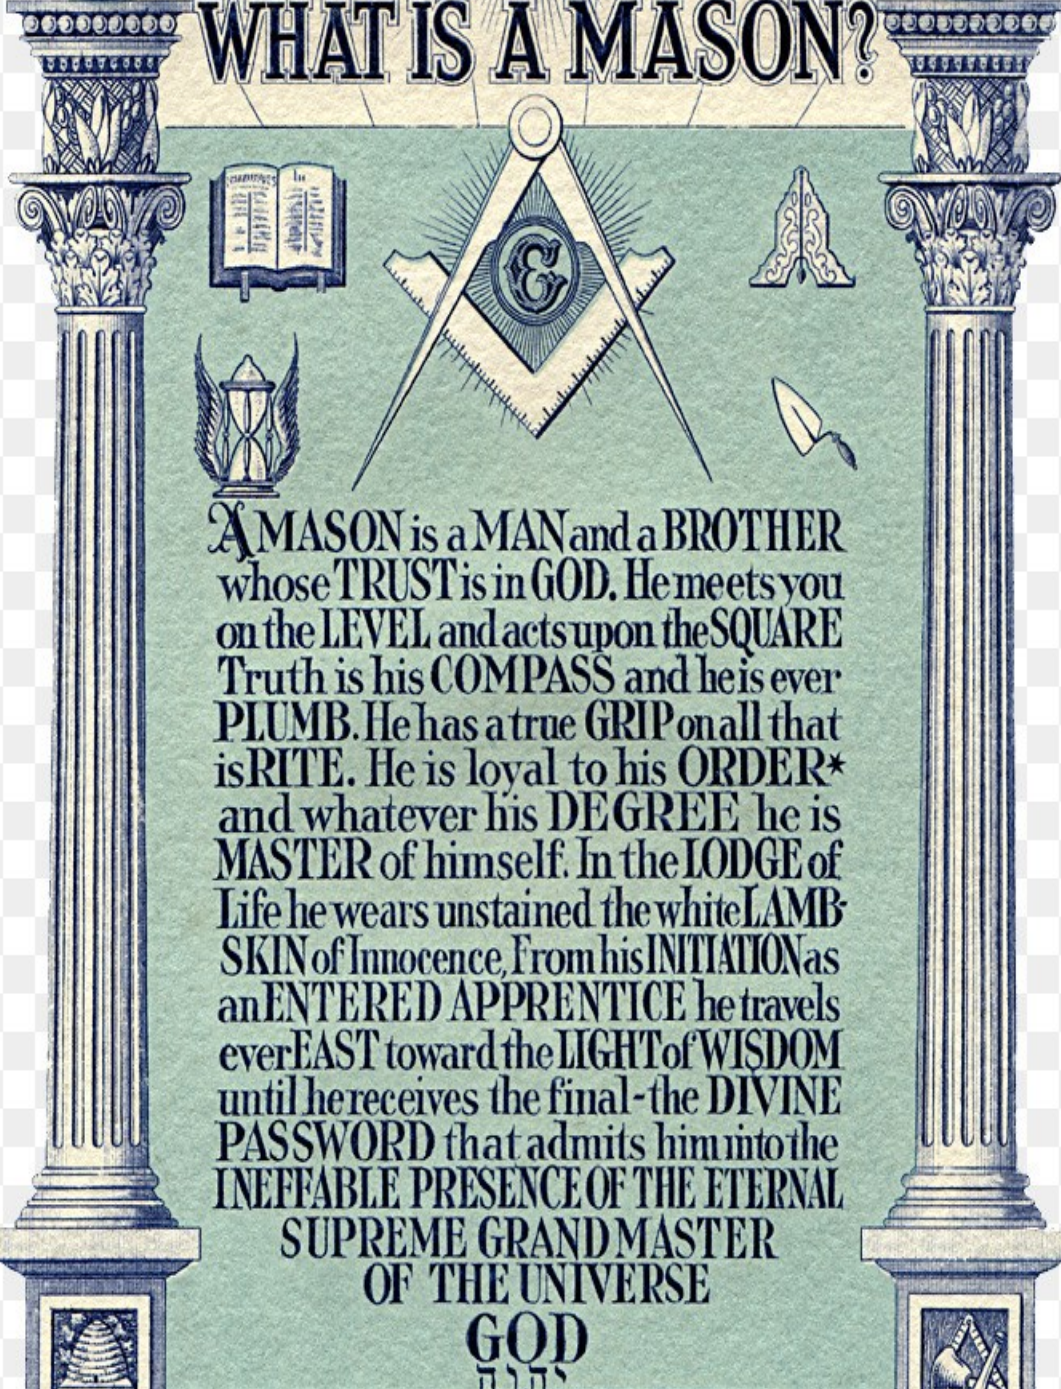 WHAT IS A MASON?
G
A MASON is a MAN and a BROTHER
whose TRUST is in GOD. He meets you
on the LEVEL and acts upon the SQUARE
Truth is his COMPASS and he is ever
PLUMB. He has a true GRIP on all that
is RITE. He is loyal to his ORDER*
and whatever his DEGREE he is
MASTER of himself. In the LODGE of
Life he wears unstained the white LAMB-
SKIN of Innocence, From his INITIATION as
an ENTERED APPRENTICE he travels
ever EAST toward the LIGHT of WISDOM
until he receives the final-the DIVINE
PASSWORD that admits him into the
INEFFABLE PRESENCE OF THE ETERNAL
SUPREME GRAND MASTER
OF THE UNIVERSE
GOD
יהוה